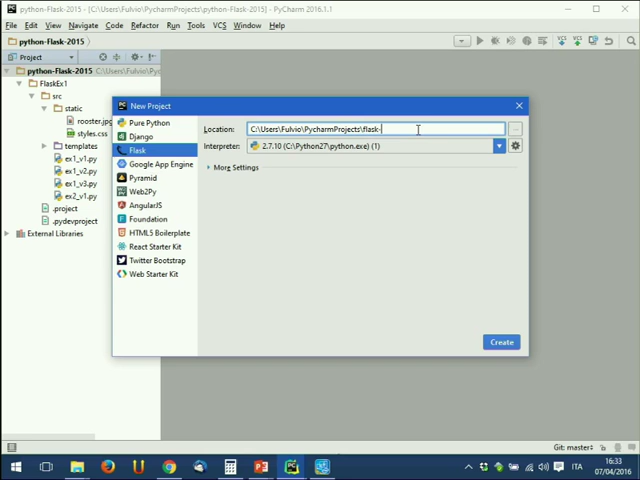 python-Flask-2015 - [C:\Users\Fulvio\PycharmProjects\python-Flask-2015] - PyCharm 2016.1.1
File Edit View Navigate Code Refactor Run Tools VCS Window Help
python-Flask-2015
Project
python-Flask-2015 (C:\Users\Fulvio\Pyc
FlaskEx1
src
static
rooster.jp
styles.css
templates
ex1_v1.py
ex1_v2.py
ex1_v3.py
ex2_v1.py
.project
.pydevproject
External Libraries
New Project
Pure Python
Django
Flask
Google App Engine
Pyramid
Web2Py
AngularJS
Foundation
HTML5 Boilerplate
React Starter Kit
Twitter Bootstrap
Web Starter Kit
Location: C:\Users\Fulvio\PycharmProjects\flask-
Interpreter: 2.7.10 (C:\Python27\python.exe) (1)
More Settings
Create
Git: master
ITA
16:33
07/04/2016